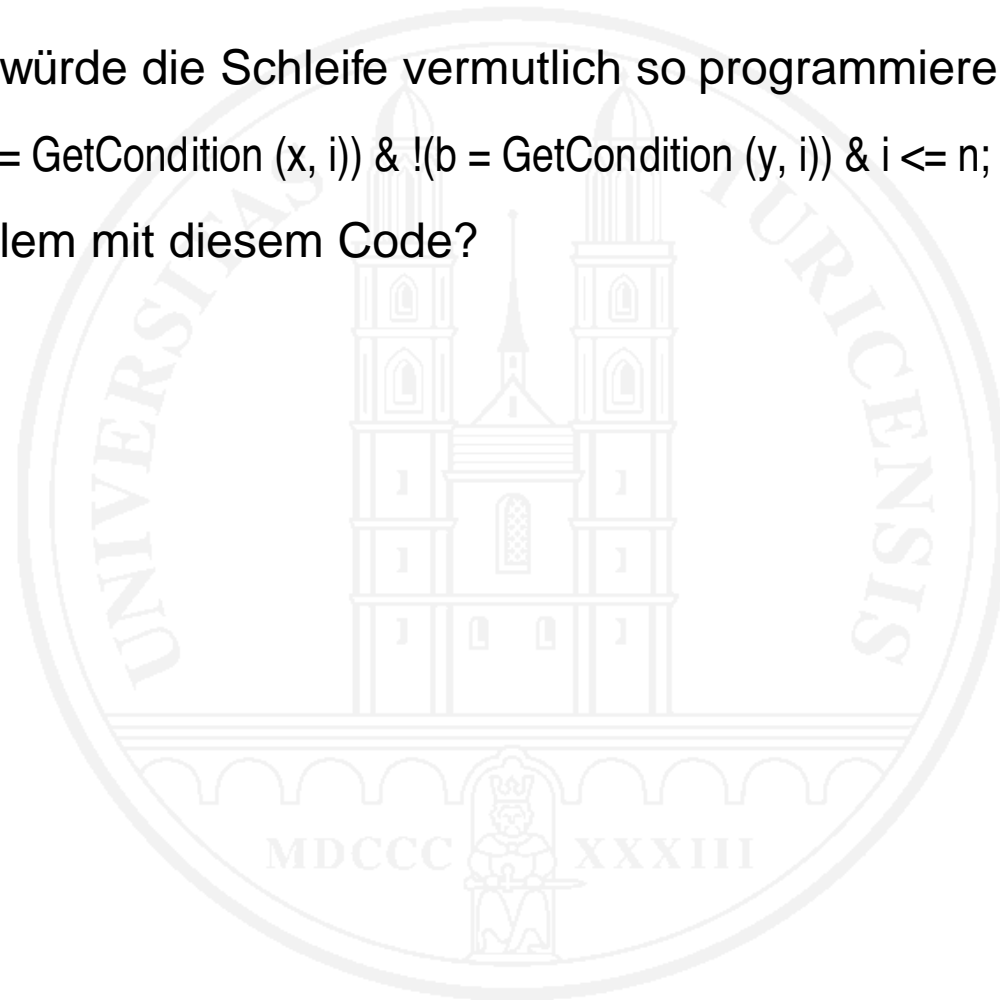 würde die Schleife vermutlich so programmiere
= GetCondition (x, i)) & !(b = GetCondition (y, i)) & i <= n;
lem mit diesem Code?
UNIVERSITAS TURICENSIS
MDCCC XXXIII